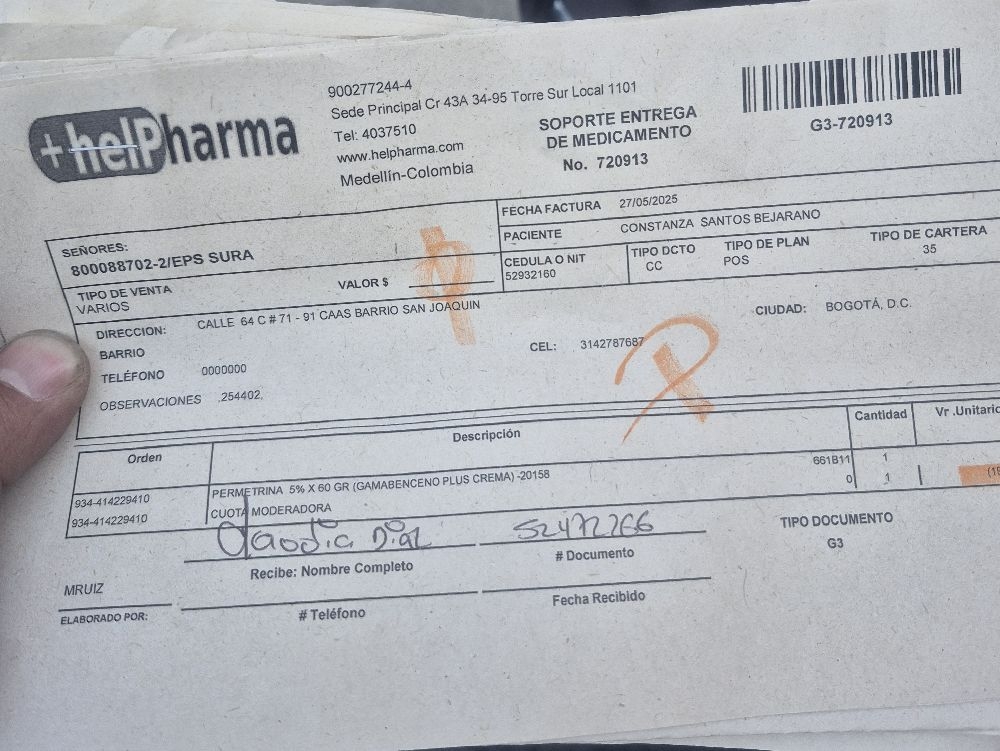 +helPharma
900277244-4
Sede Principal Cr 43A 34-95 Torre Sur Local 1101
Tel: 4037510
www.helpharma.com
Medellín-Colombia
SOPORTE ENTREGA
DE MEDICAMENTO
No. 720913
G3-720913
FECHA FACTURA 27/05/2025
SEÑORES:
800088702-2/EPS SURA
PACIENTE CONSTANZA SANTOS BEJARANO
TIPO DE VENTA
VARIOS
VALOR $
CEDULA O NIT
52932160
TIPO DCTO
CC
TIPO DE PLAN
POS
TIPO DE CARTERA
35
DIRECCION: CALLE 64 C # 71 - 91 CAAS BARRIO SAN JOAQUIN
CIUDAD: BOGOTÁ, D.C.
BARRIO
CEL: 3142787687
TELÉFONO 0000000
OBSERVACIONES .254402,
Orden Descripción Cantidad Vr .Unitario
934-414229410 PERMETRINA 5% X 60 GR (GAMABENCENO PLUS CREMA) -20158 661B11 1
934-414229410 CUOTA MODERADORA 0 1
Claudia Diaz 52472266
Recibe: Nombre Completo # Documento
TIPO DOCUMENTO
G3
MRUIZ
ELABORADO POR: # Teléfono Fecha Recibido